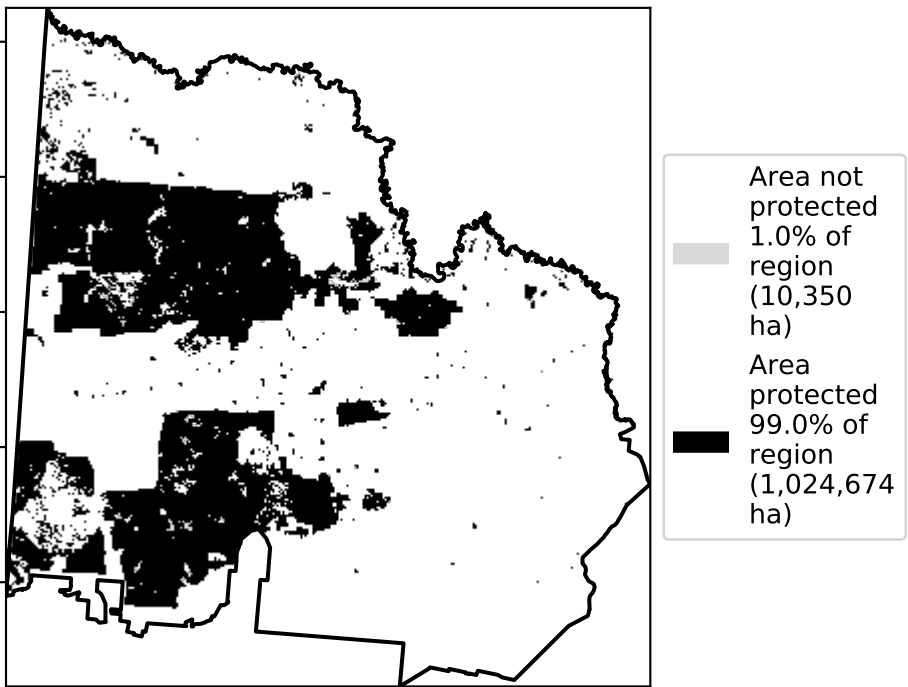 Area not
protected
1.0% of
region
(10,350
ha)
Area
protected
99.0% of
region
(1,024,674
ha)